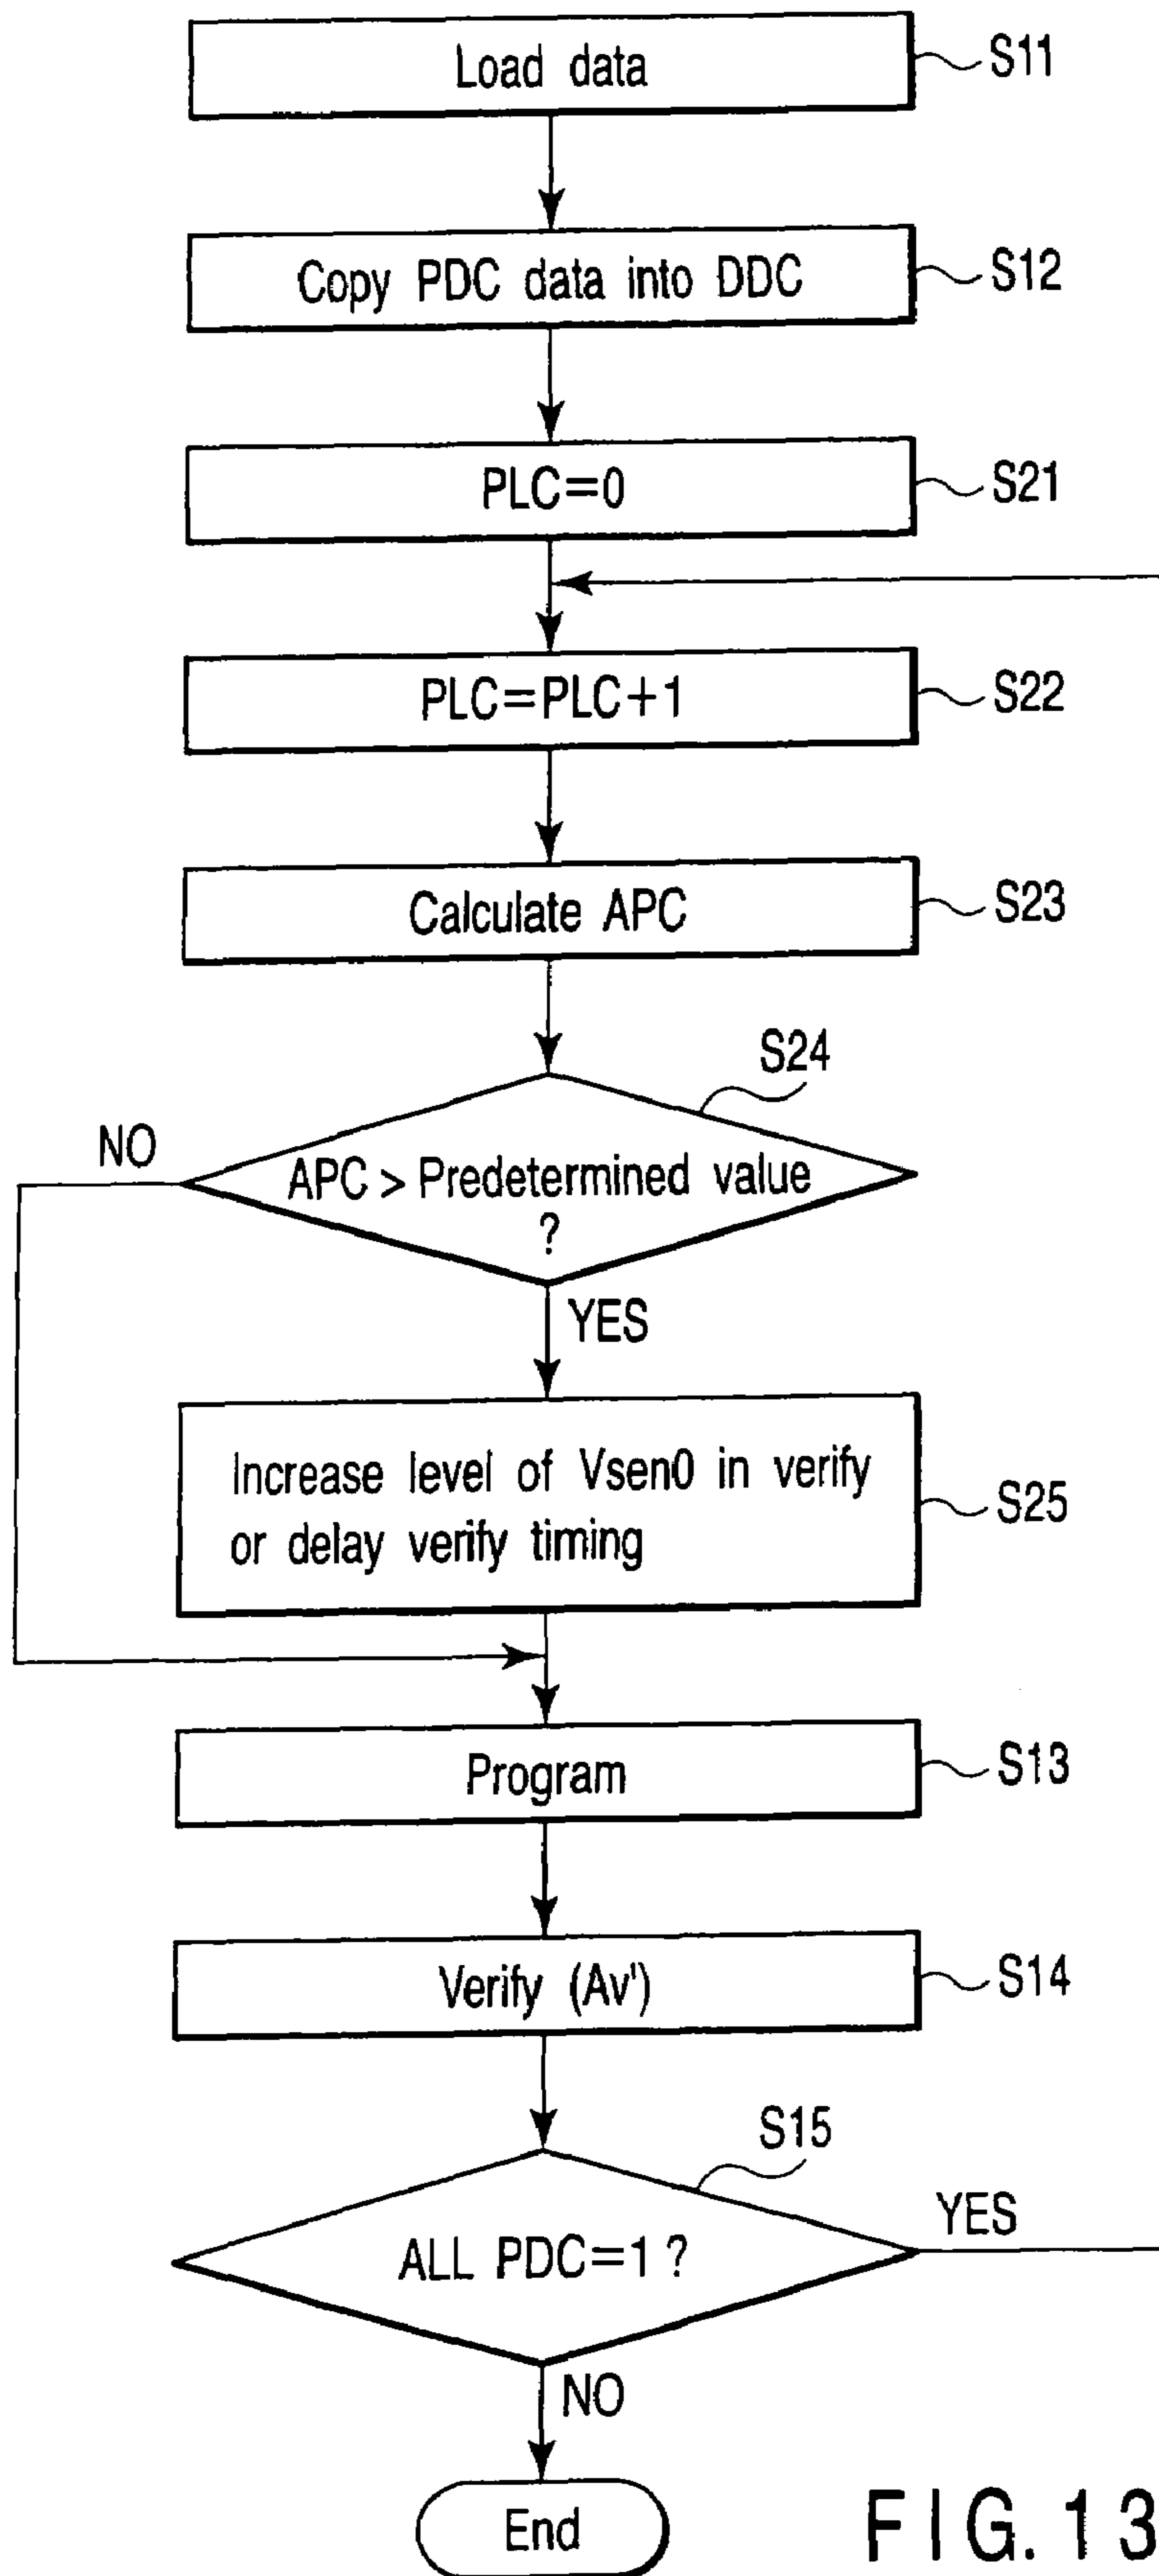 Load data
S11
Copy PDC data into DDC
S12
PLC=0
S21
PLC=PLC+1
S22
Calculate APC
S23
S24
NO
APC > Predetermined value
?
YES
Increase level of Vsen0 in verify
or delay verify timing
S25
Program
S13
Verify (Av')
S14
S15
YES
ALL PDC=1 ?
NO
End
FIG. 13